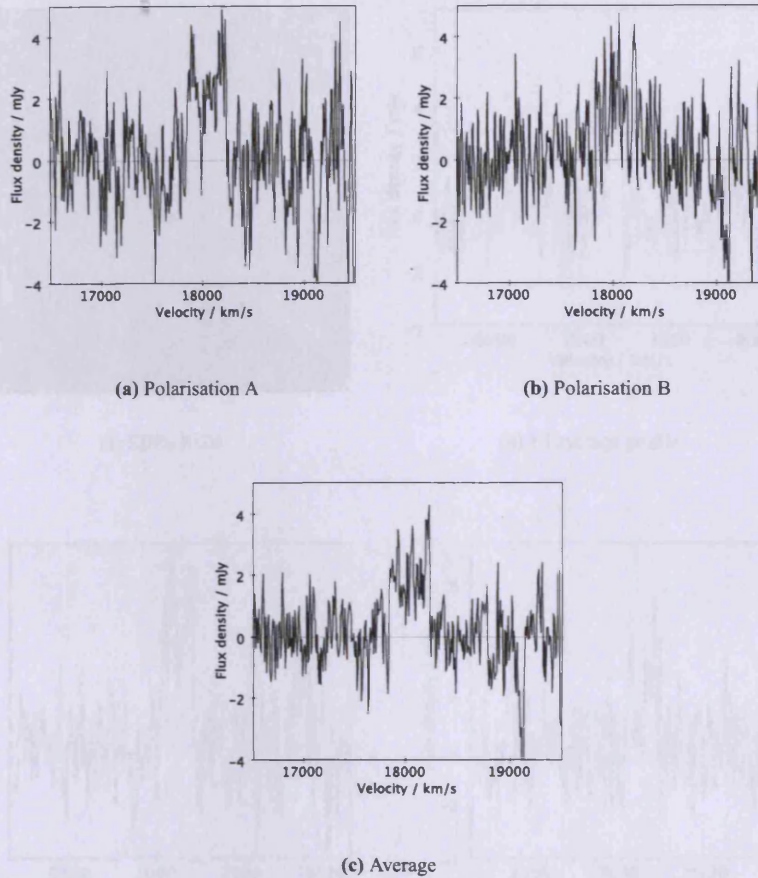 4
2
0
−2
−4
Flux density / mJy
17000 18000 19000
Velocity / km/s
(a) Polarisation A
4
2
0
−2
−4
Flux density / mJy
17000 18000 19000
Velocity / km/s
(b) Polarisation B
4
2
0
−2
−4
Flux density / mJy
17000 18000 19000
Velocity / km/s
(c) Average